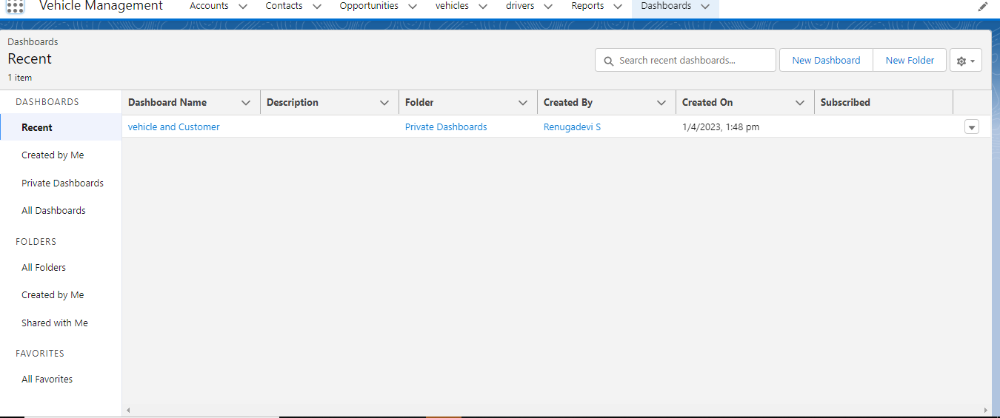 Vehicle Management Accounts Contacts Opportunities vehicles drivers Reports Dashboards
Dashboards
Recent
1 item
Search recent dashboards...
New Dashboard
New Folder
DASHBOARDS
Recent
Created by Me
Private Dashboards
All Dashboards
FOLDERS
All Folders
Created by Me
Shared with Me
FAVORITES
All Favorites
Dashboard Name Description Folder Created By Created On Subscribed
vehicle and Customer Private Dashboards Renugadevi S 1/4/2023, 1:48 pm